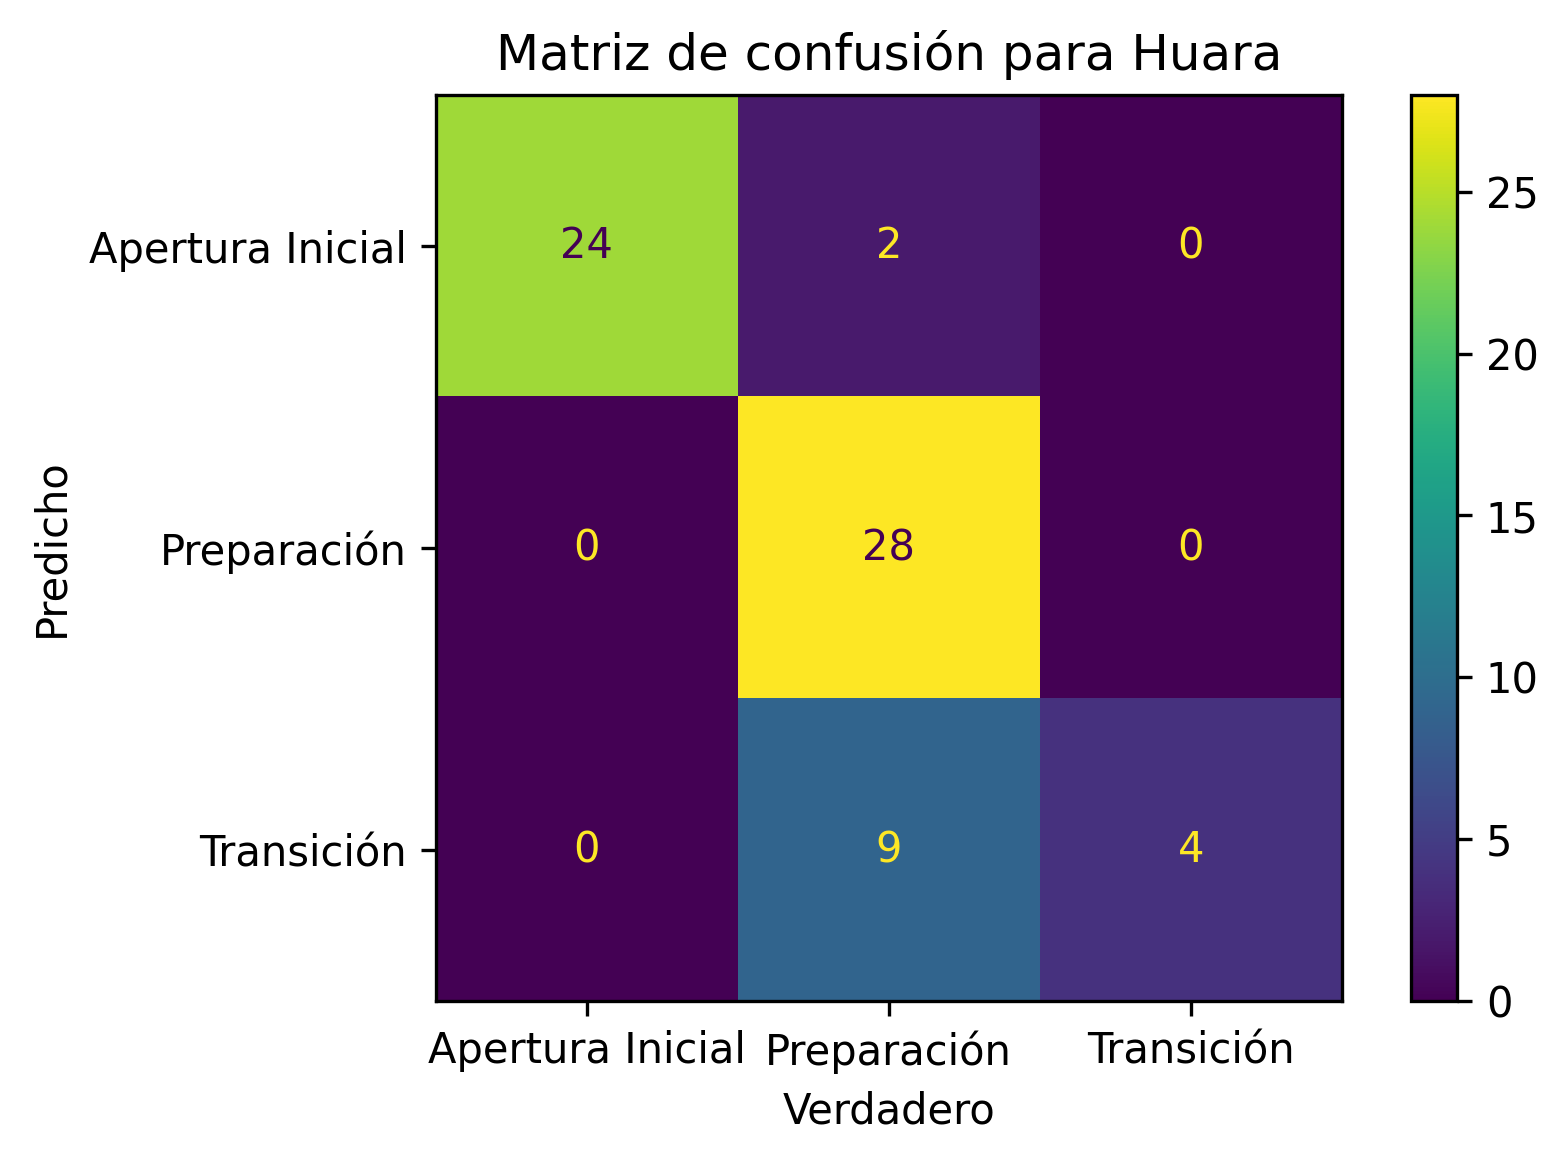 Matriz de confusión para Huara
Predicho
Apertura Inicial
24 2 0
Preparación
0 28 0
Transición
0 9 4
Apertura Inicial Preparación Transición
Verdadero
25
20
15
10
5
0